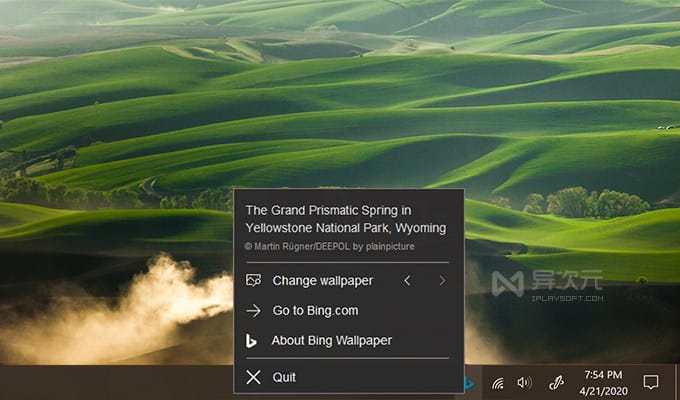 The Grand Prismatic Spring in
Yellowstone National Park, Wyoming
© Martin Rügner/DEEPOL by plainpicture
Change wallpaper
Go to Bing.com
About Bing Wallpaper
Quit
异次元
IPLAYSOFT.COM
7:54 PM
4/21/2020